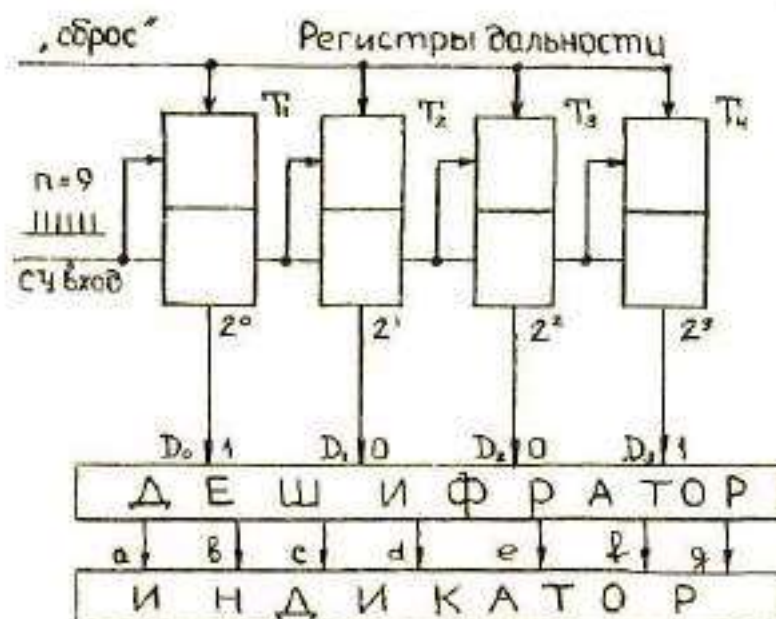 „сброс“ Регистры дальности
T₁ T₂ T₃ T₄
n=9
СЧ вход
2⁰ 2¹ 2² 2³
D₀ 1 D₁ 0 D₂ 0 D₃ 1
ДЕШИФРАТОР
a в c d e f g
ИНДИКАТОР